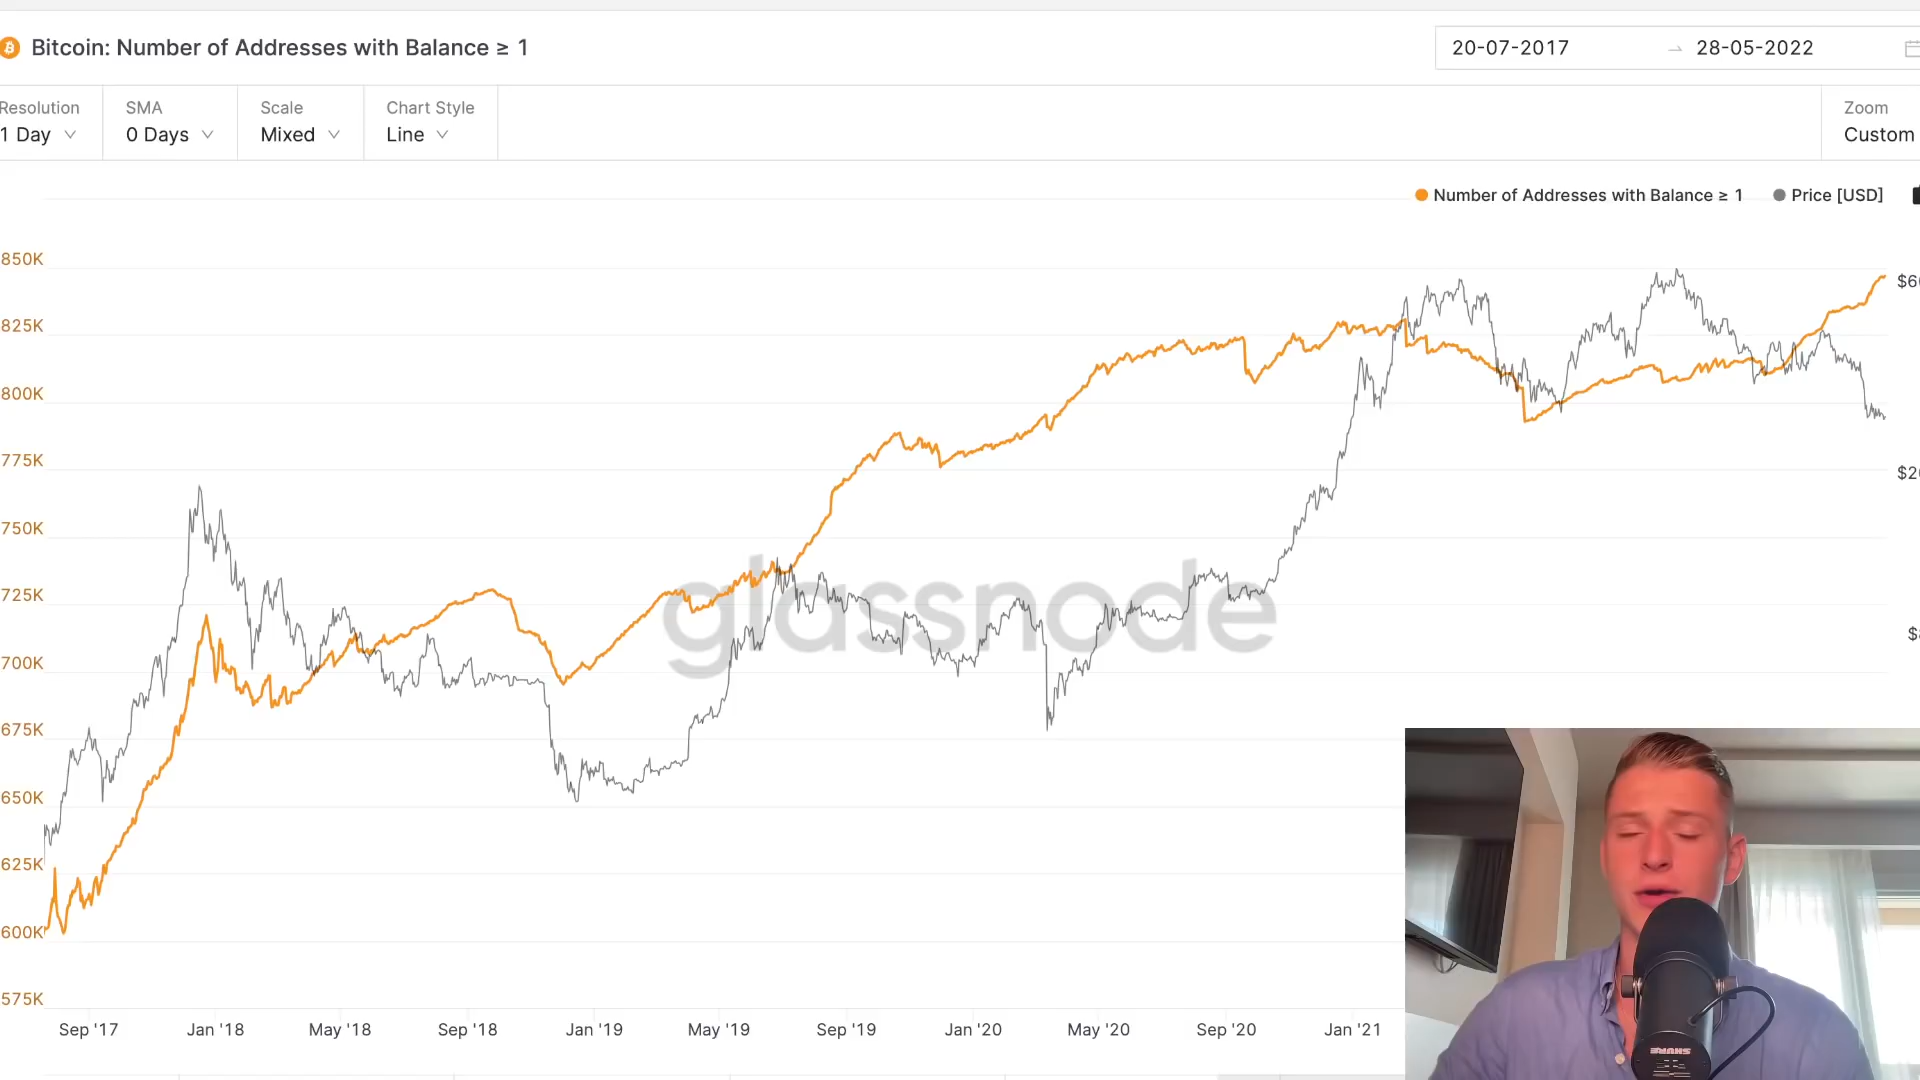 Bitcoin: Number of Addresses with Balance ≥ 1
20-07-2017 → 28-05-2022
Resolution SMA Scale Chart Style Zoom
1 Day 0 Days Mixed Line Custom
Number of Addresses with Balance ≥ 1 Price [USD]
850K
825K
800K
775K
750K
725K
700K
675K
650K
625K
600K
575K
glassnode
Sep '17 Jan '18 May '18 Sep '18 Jan '19 May '19 Sep '19 Jan '20 May '20 Sep '20 Jan '21